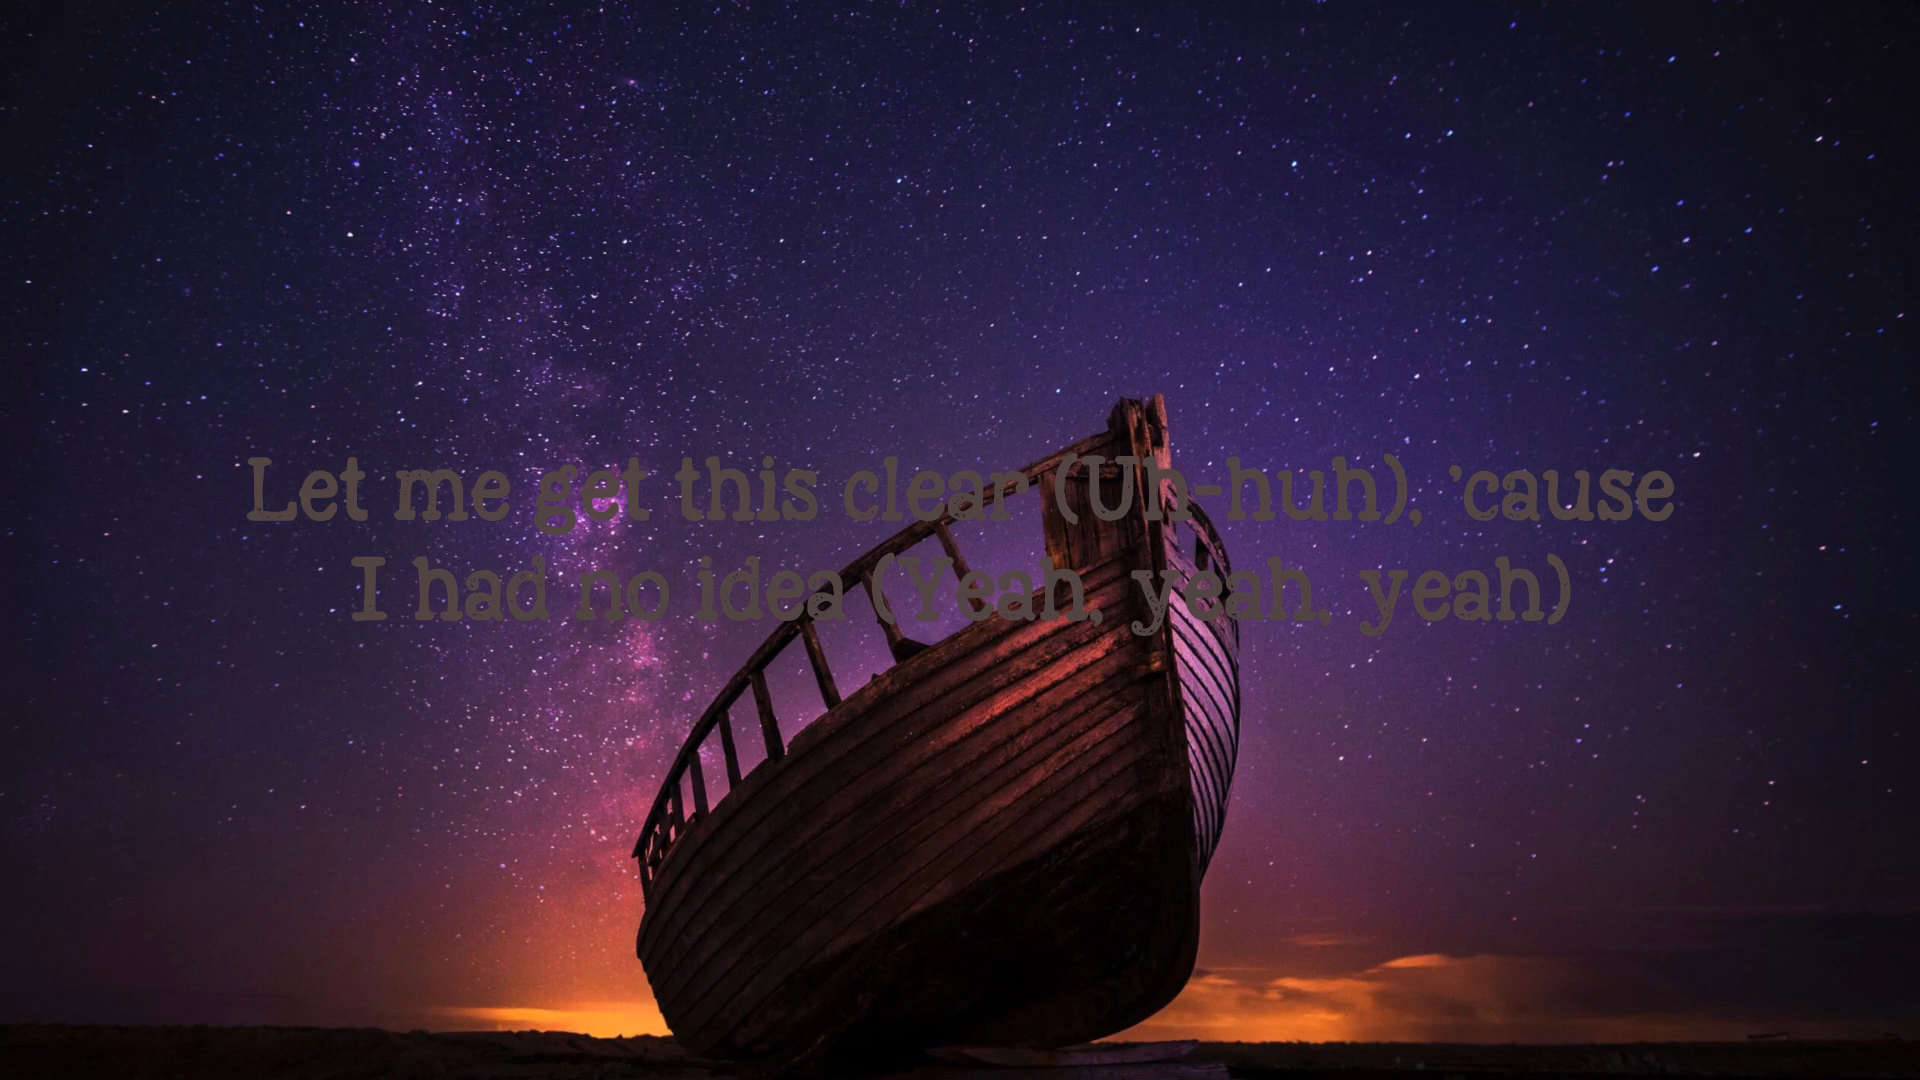 Let me get this clear (Uh-huh), 'cause
I had no idea (Yeah, yeah, yeah)